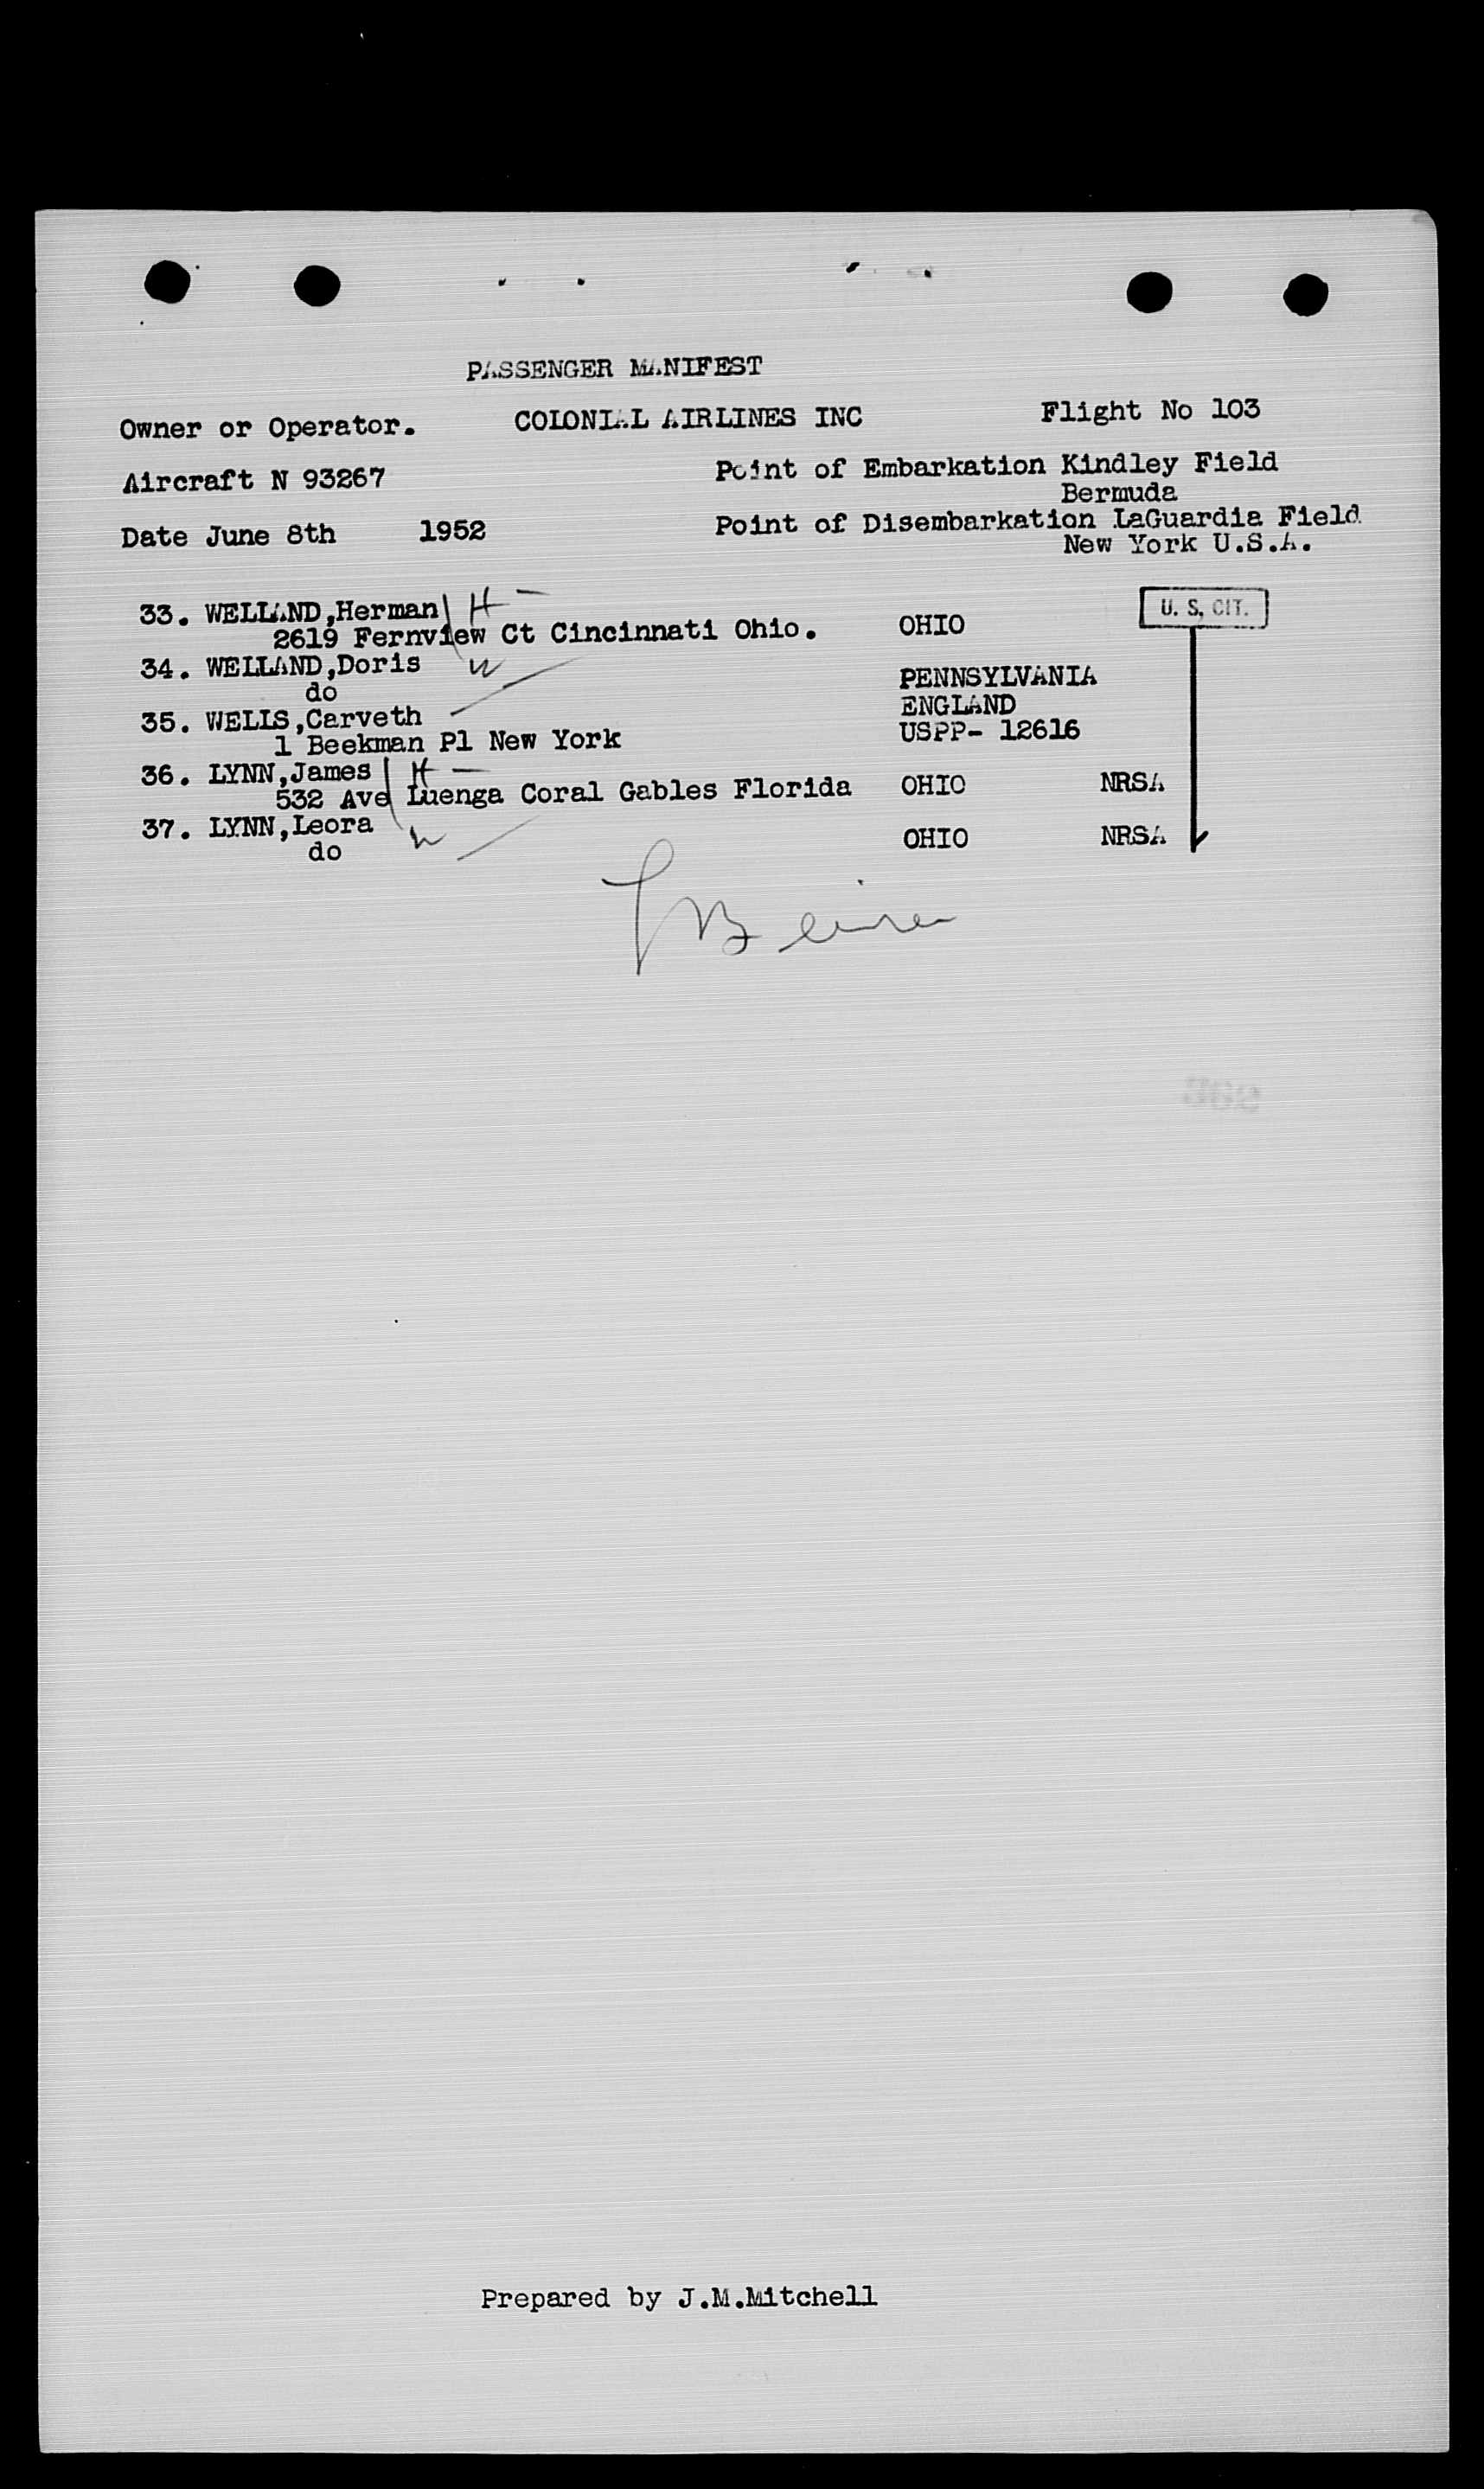 PASSENGER MANIFEST
Owner or Operator. COLONIAL AIRLINES INC Flight No 103
Aircraft N 93267 Point of Embarkation Kindley Field
Bermuda
Date June 8th 1952 Point of Disembarkation LaGuardia Field
New York U.S.A.
33. WELLAND,Herman H - U. S. CIT.
2619 Fernview Ct Cincinnati Ohio. OHIO
34. WELLAND,Doris W
do PENNSYLVANIA
35. WELLS,Carveth ENGLAND
1 Beekman Pl New York USPP- 12616
36. LYNN,James H -
532 Ave Luenga Coral Gables Florida OHIO NRSA
37. LYNN,Leora W
do OHIO NRSA
Prepared by J.M.Mitchell